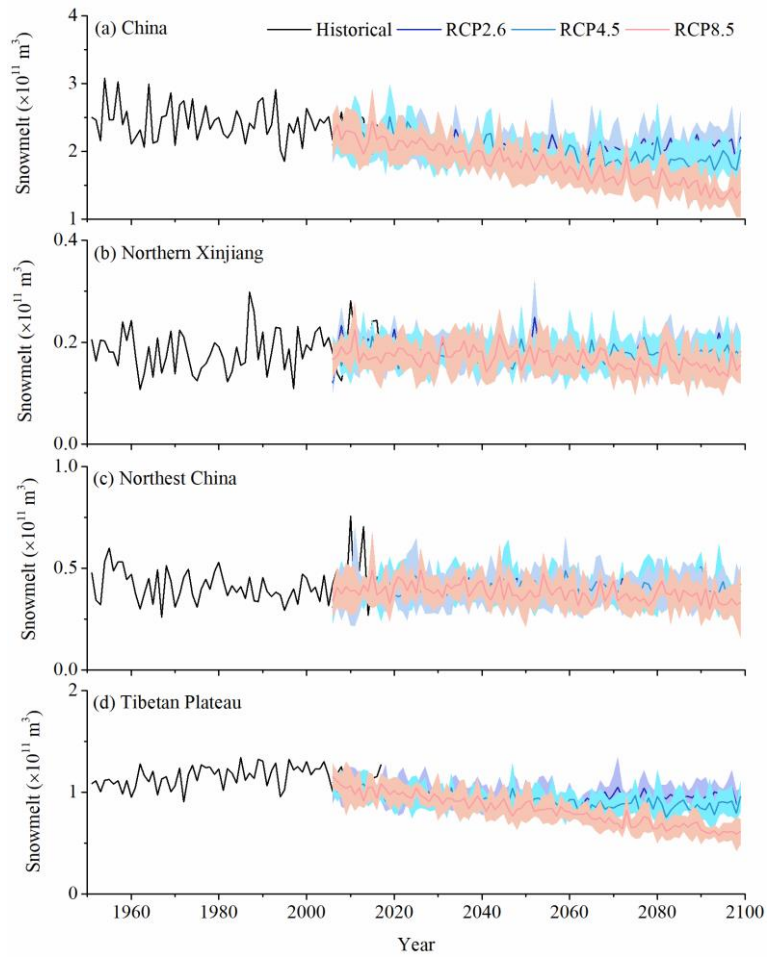 (a) China
Historical RCP2.6 RCP4.5 RCP8.5
Snowmelt (×10¹¹ m³)
4
3
2
1
(b) Northern Xinjiang
Snowmelt (×10¹¹ m³)
0.4
0.2
0.0
(c) Northest China
Snowmelt (×10¹¹ m³)
1.0
0.5
0.0
(d) Tibetan Plateau
Snowmelt (×10¹¹ m³)
2
1
0
1960 1980 2000 2020 2040 2060 2080 2100
Year